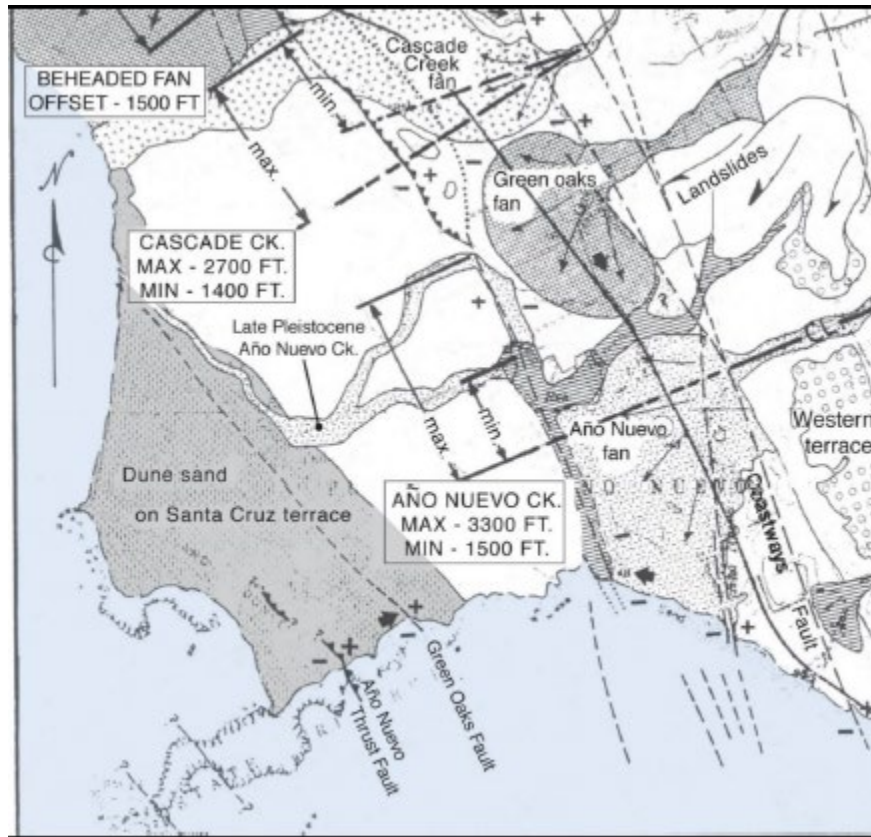 Cascade
Creek
fan
BEHEADED FAN
OFFSET - 1500 FT
min.
max.
Green oaks
fan
Landslides
N
CASCADE CK.
MAX - 2700 FT.
MIN - 1400 FT.
Late Pleistocene
Año Nuevo Ck.
CL
min.
max.
Año Nuevo
fan
Western
terrace
Dune sand
on Santa Cruz terrace
NUEVO
AÑO NUEVO CK.
MAX - 3300 FT.
MIN - 1500 FT.
Coastways
Fault
Green Oaks Fault
Año Nuevo
Thrust Fault